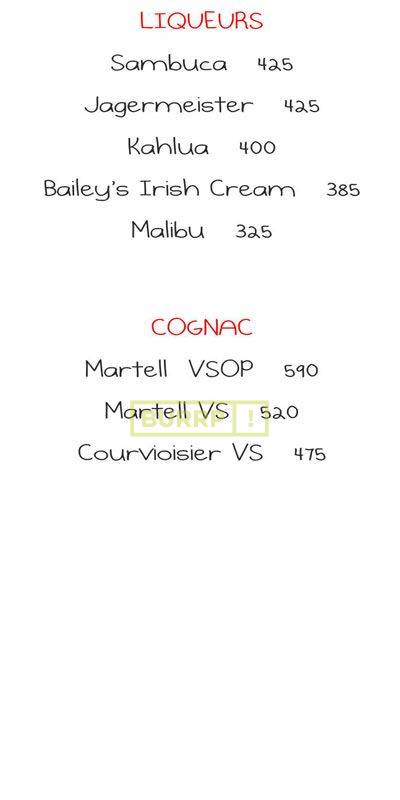 LIQUEURS
Sambuca 425
Jagermeister 425
Kahlua 400
Bailey's Irish Cream 385
Malibu 325
COGNAC
Martell VSOP 590
Martell VS 520
BURRP!
Courvioisier VS 475